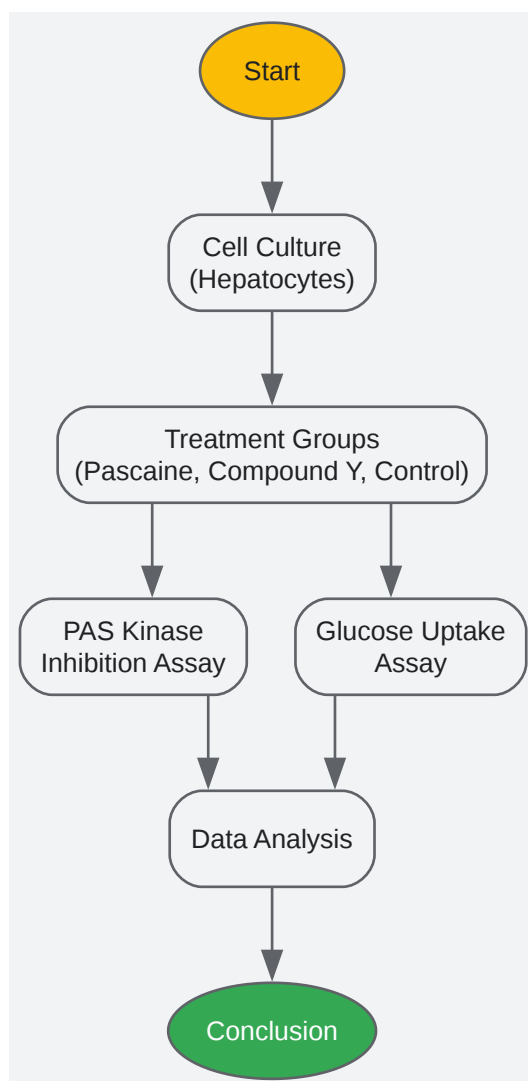 Start
Cell Culture
(Hepatocytes)
Treatment Groups
(Pascaine, Compound Y, Control)
PAS Kinase
Inhibition Assay
Glucose Uptake
Assay
Data Analysis
Conclusion